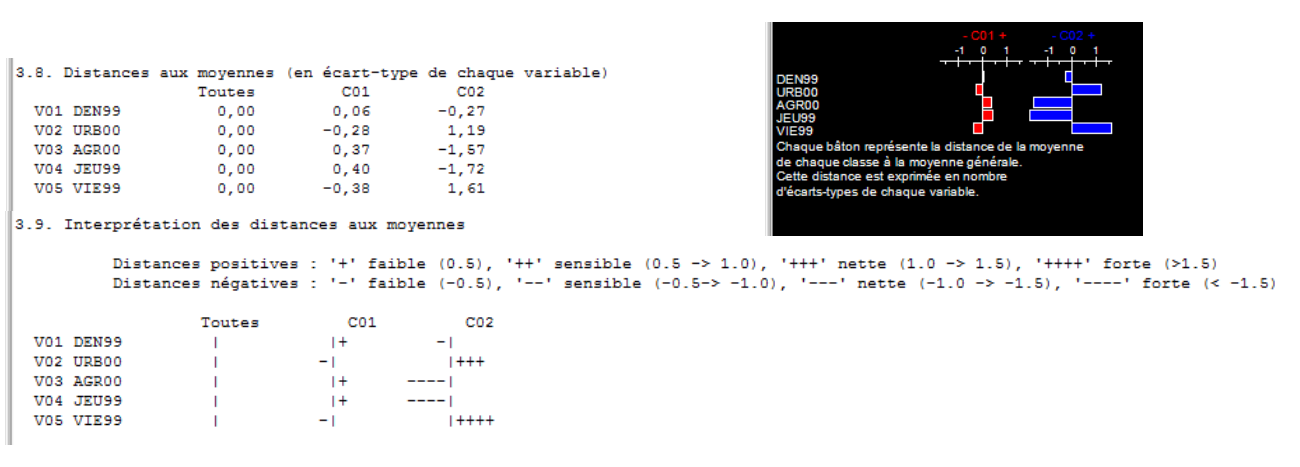 3.8. Distances aux moyennes (en écart-type de chaque variable)
Toutes C01 C02
V01 DEN99 0,00 0,06 -0,27
V02 URB00 0,00 -0,28 1,19
V03 AGR00 0,00 0,37 -1,57
V04 JEU99 0,00 0,40 -1,72
V05 VIE99 0,00 -0,38 1,61
- C01 + - C02 +
-1 0 1 -1 0 1
DEN99
URB00
AGR00
JEU99
VIE99
Chaque bâton représente la distance de la moyenne
de chaque classe à la moyenne générale.
Cette distance est exprimée en nombre
d'écarts-types de chaque variable.
3.9. Interprétation des distances aux moyennes
Distances positives : '+' faible (0.5), '++' sensible (0.5 -> 1.0), '+++' nette (1.0 -> 1.5), '++++' forte (>1.5)
Distances négatives : '-' faible (-0.5), '--' sensible (-0.5-> -1.0), '---' nette (-1.0 -> -1.5), '----' forte (< -1.5)
Toutes C01 C02
V01 DEN99 | |+ -|
V02 URB00 | -| |+++
V03 AGR00 | |+ ----|
V04 JEU99 | |+ ----|
V05 VIE99 | -| |++++